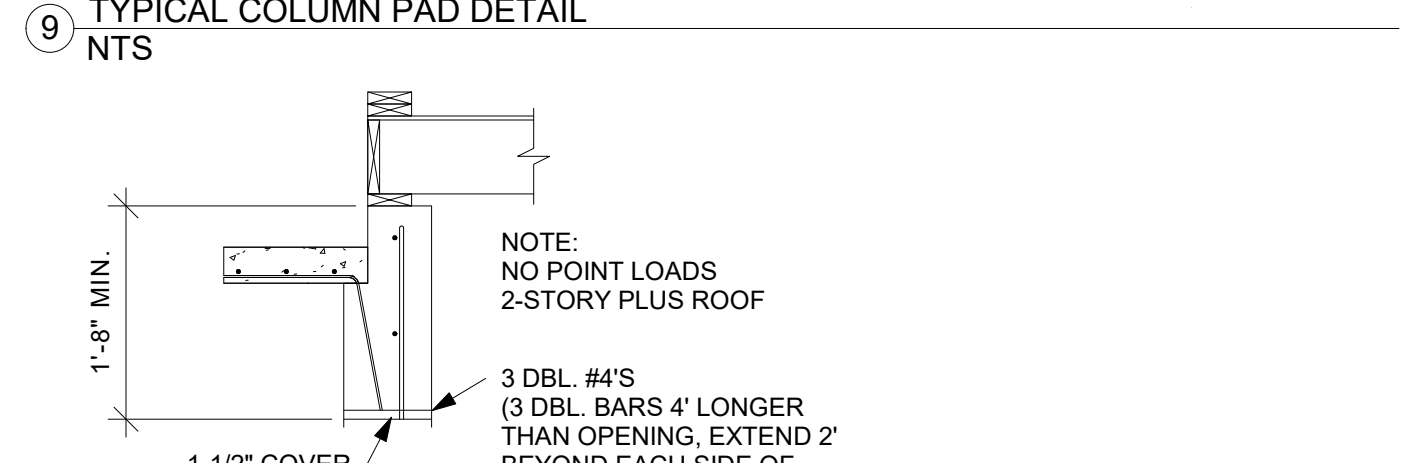 9
TYPICAL COLUMN PAD DETAIL
NTS
1'-8" MIN.
NOTE:
NO POINT LOADS
2-STORY PLUS ROOF
3 DBL. #4'S
(3 DBL. BARS 4' LONGER
THAN OPENING, EXTEND 2'
BEYOND EACH SIDE OF
1 1/2" COVER